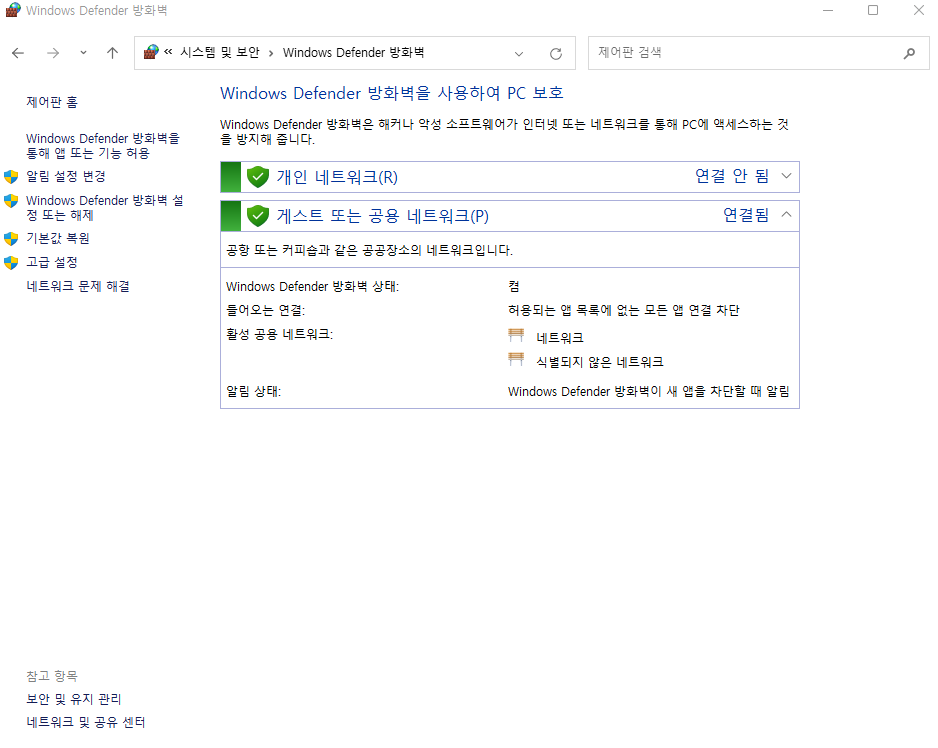 Windows Defender 방화벽
« 시스템 및 보안 › Windows Defender 방화벽
제어판 검색
제어판 홈
Windows Defender 방화벽을
통해 앱 또는 기능 허용
알림 설정 변경
Windows Defender 방화벽 설
정 또는 해제
기본값 복원
고급 설정
네트워크 문제 해결
Windows Defender 방화벽을 사용하여 PC 보호
Windows Defender 방화벽은 해커나 악성 소프트웨어가 인터넷 또는 네트워크를 통해 PC에 액세스하는 것
을 방지해 줍니다.
개인 네트워크(R) 연결 안 됨
게스트 또는 공용 네트워크(P) 연결됨
공항 또는 커피숍과 같은 공공장소의 네트워크입니다.
Windows Defender 방화벽 상태: 켬
들어오는 연결: 허용되는 앱 목록에 없는 모든 앱 연결 차단
활성 공용 네트워크: 네트워크
식별되지 않은 네트워크
알림 상태: Windows Defender 방화벽이 새 앱을 차단할 때 알림
참고 항목
보안 및 유지 관리
네트워크 및 공유 센터